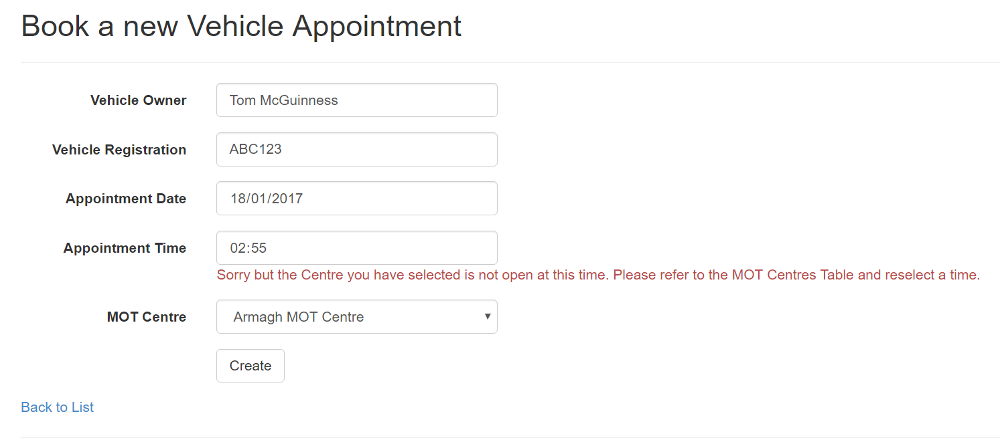 Book a new Vehicle Appointment
Vehicle Owner Tom McGuinness
Vehicle Registration ABC123
Appointment Date 18/01/2017
Appointment Time 02:55
Sorry but the Centre you have selected is not open at this time. Please refer to the MOT Centres Table and reselect a time.
MOT Centre Armagh MOT Centre
Create
Back to List